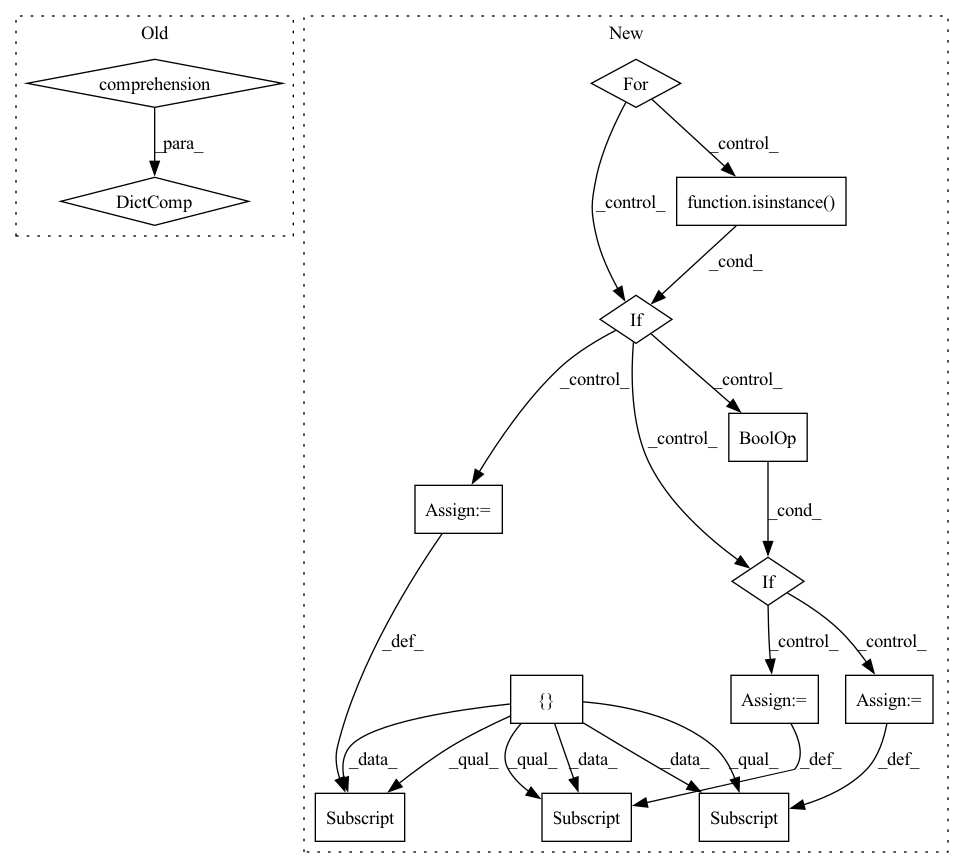 Old
New
comprehension
For
_para_
_control_
DictComp
function.isinstance()
_control_
_cond_
If
_control_
_control_
_control_
BoolOp
Assign:=
_cond_
If
_def_
_control_
_control_
{}
Assign:=
Assign:=
_data_
_qual_
_qual_
_data_
_data_
_qual_
_def_
_def_
Subscript
Subscript
Subscript